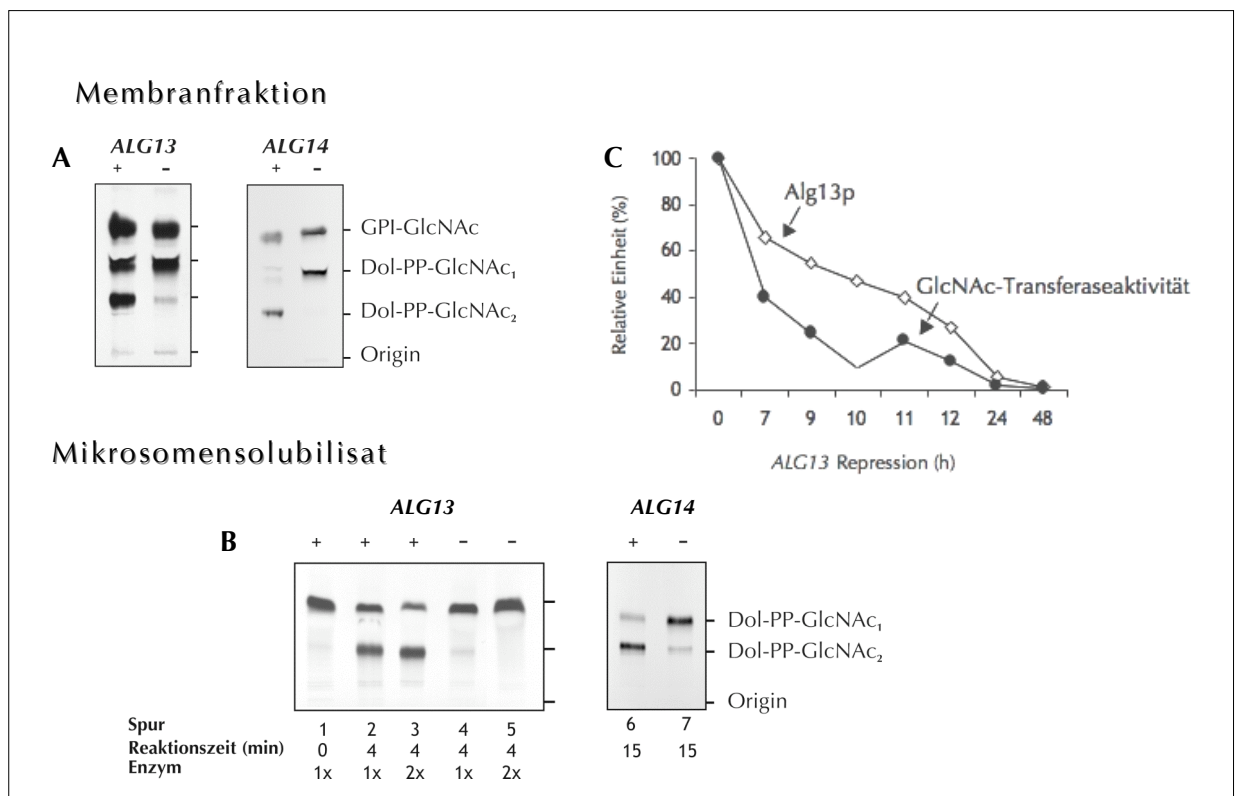 Membranfraktion
A
ALG13
+ -
ALG14
+ -
GPI-GlcNAc
Dol-PP-GlcNAc₁
Dol-PP-GlcNAc₂
Origin
C
Relative Einheit (%)
100
80
60
40
20
0
Alg13p
GlcNAc-Transferaseaktivität
0 7 9 10 11 12 24 48
ALG13 Repression (h)
Mikrosomensolubilisat
B
ALG13
+ + + - -
ALG14
+ -
Dol-PP-GlcNAc₁
Dol-PP-GlcNAc₂
Origin
Spur 1 2 3 4 5 6 7
Reaktionszeit (min) 0 4 4 4 4 15 15
Enzym 1x 1x 2x 1x 2x